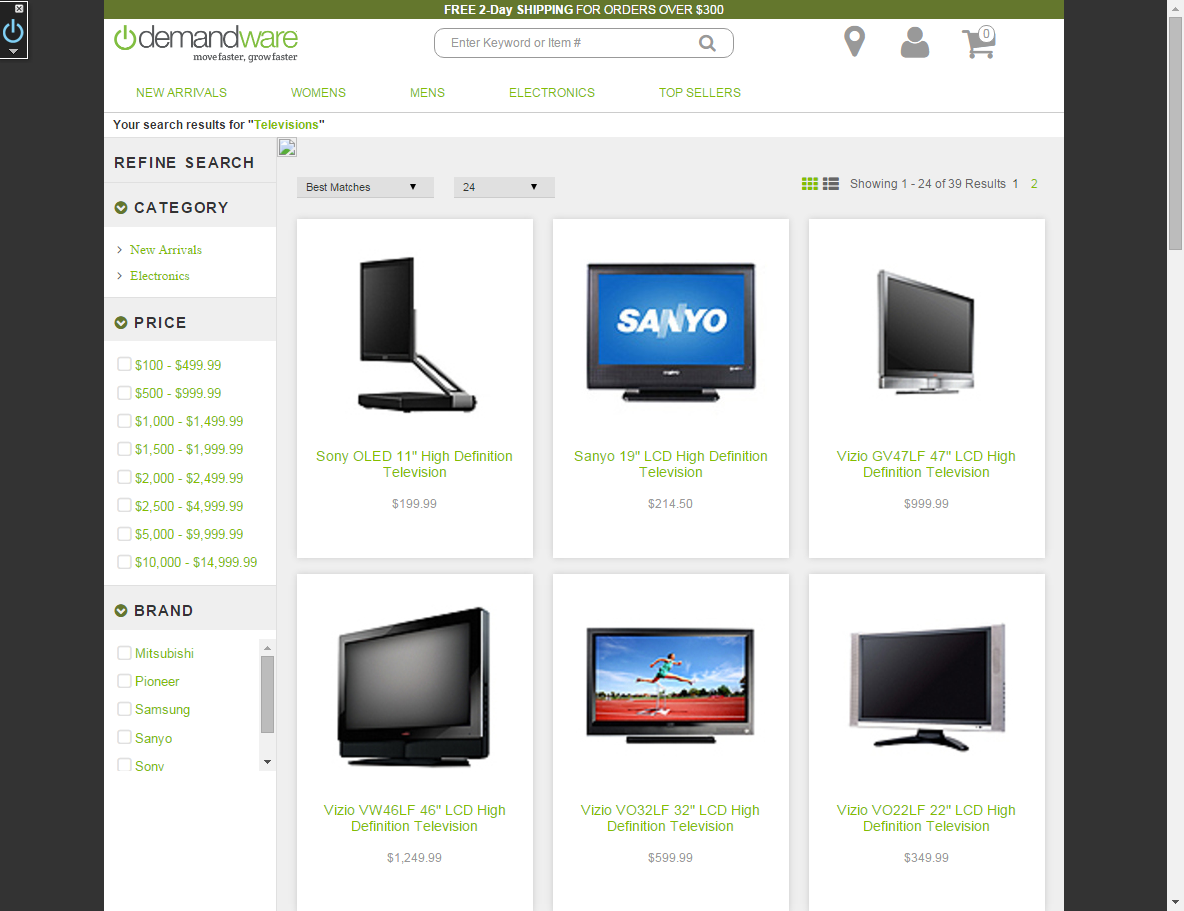 FREE 2-Day SHIPPING FOR ORDERS OVER $300
demandware
move faster, grow faster
Enter Keyword or Item #
0
NEW ARRIVALS WOMENS MENS ELECTRONICS TOP SELLERS
Your search results for "Televisions"
REFINE SEARCH
CATEGORY
New Arrivals
Electronics
PRICE
$100 - $499.99
$500 - $999.99
$1,000 - $1,499.99
$1,500 - $1,999.99
$2,000 - $2,499.99
$2,500 - $4,999.99
$5,000 - $9,999.99
$10,000 - $14,999.99
BRAND
Mitsubishi
Pioneer
Samsung
Sanyo
Sony
Best Matches 24 Showing 1 - 24 of 39 Results 1 2
SANYO
Sony OLED 11" High Definition
Television
$199.99
Sanyo 19" LCD High Definition
Television
$214.50
Vizio GV47LF 47" LCD High
Definition Television
$999.99
Vizio VW46LF 46" LCD High
Definition Television
$1,249.99
Vizio VO32LF 32" LCD High
Definition Television
$599.99
Vizio VO22LF 22" LCD High
Definition Television
$349.99